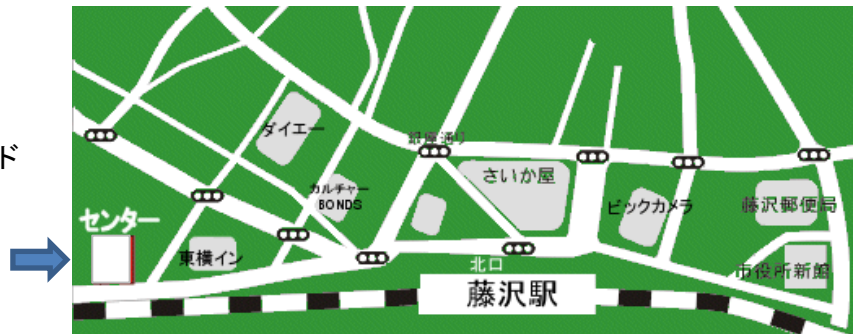 ド
ダイエー
銀座通り
さいか屋
カルチャー
BONDS
ビックカメラ
藤沢郵便局
センター
東横イン
北口
市役所新館
藤沢駅